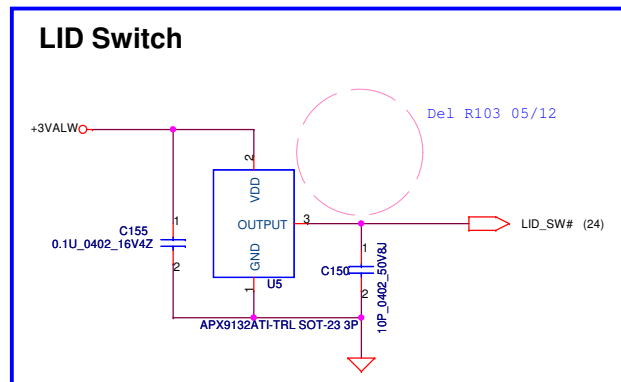 LID Switch
Del R103 05/12
+3VALW
2
VDD
1
C155
0.1U_0402_16V4Z
2
OUTPUT
3
LID_SW# (24)
GND
1
U5
1
C150
2
10P_0402_50V8J
APX9132ATI-TRL SOT-23 3P